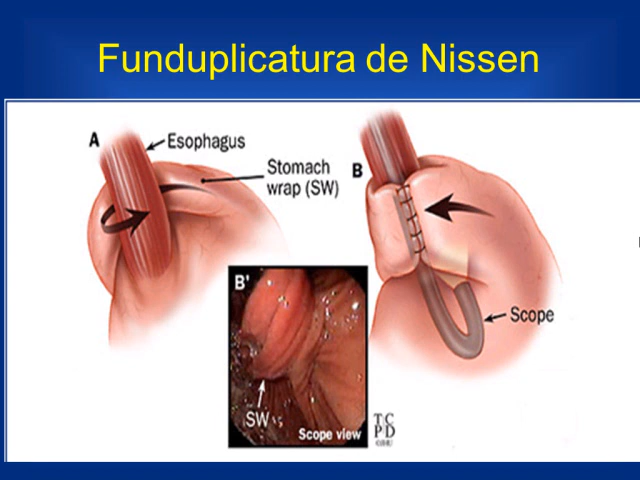 Funduplicatura de Nissen
A
Esophagus
Stomach
wrap (SW)
B
B'
SW
Scope view
Scope
T·C
P D